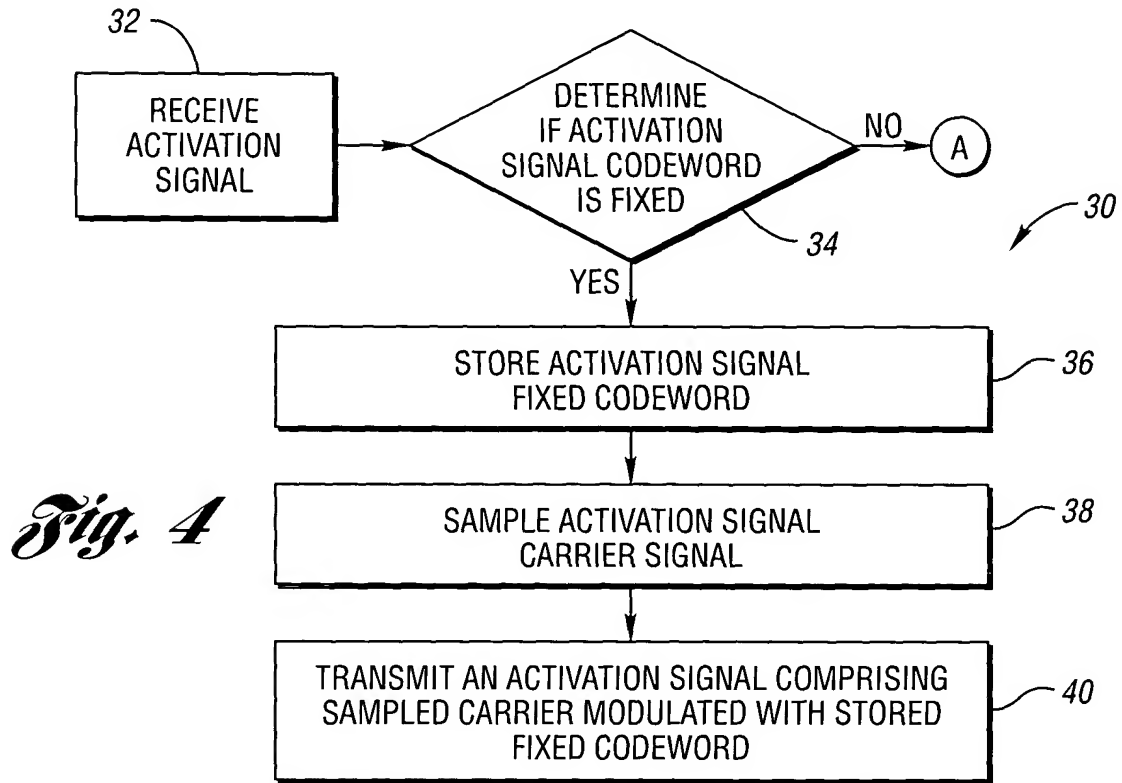 32
RECEIVE
ACTIVATION
SIGNAL
DETERMINE
IF ACTIVATION
SIGNAL CODEWORD
IS FIXED
NO
A
30
34
YES
STORE ACTIVATION SIGNAL
FIXED CODEWORD
36
Fig. 4
SAMPLE ACTIVATION SIGNAL
CARRIER SIGNAL
38
TRANSMIT AN ACTIVATION SIGNAL COMPRISING
SAMPLED CARRIER MODULATED WITH STORED
FIXED CODEWORD
40